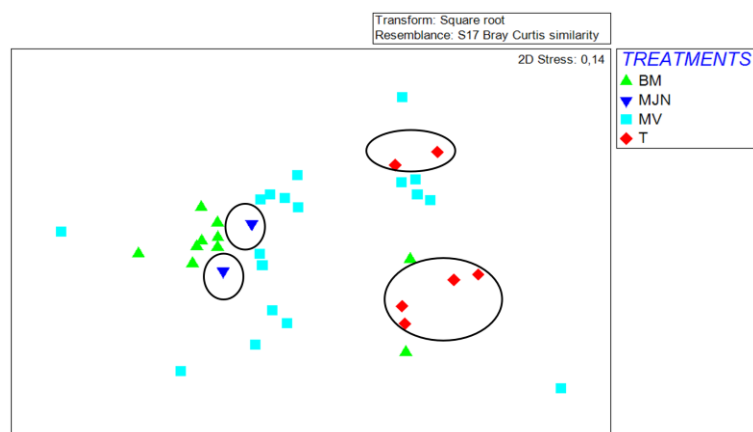 Transform: Square root
Resemblance: S17 Bray Curtis similarity
2D Stress: 0,14
TREATMENTS
BM
MJN
MV
T